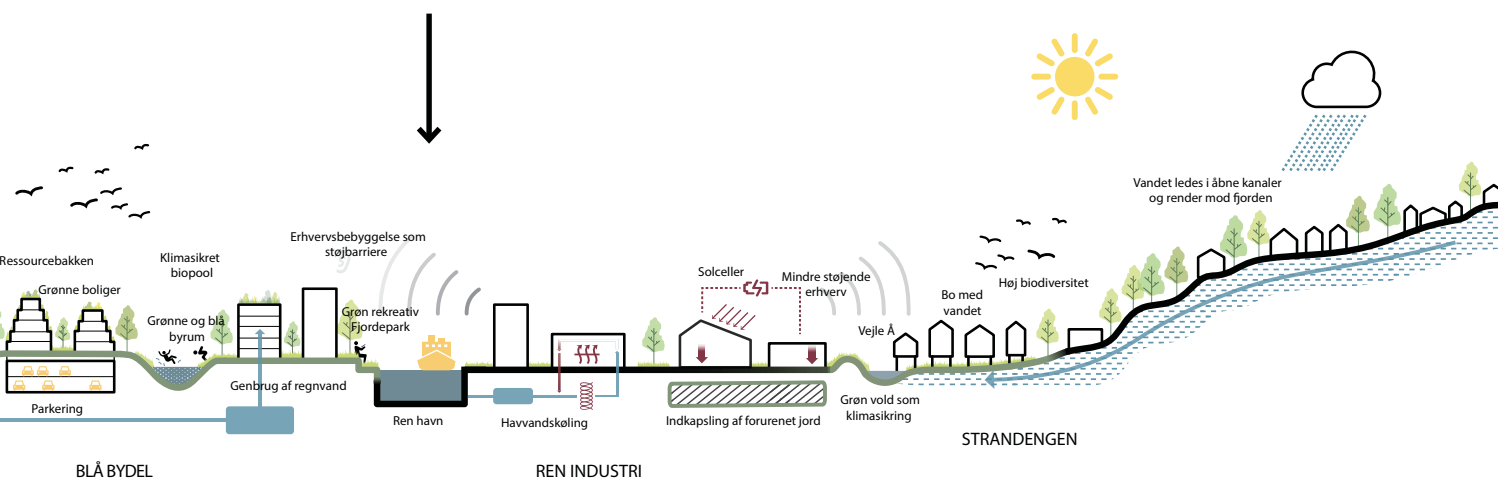 Vandet ledes i åbne kanaler
og render mod fjorden
Ressourcebakken
Klimasikret
biopool
Erhvervsbebyggelse som
støjbarriere
Grønne boliger
Grønne og blå
byrum
Grøn rekreativ
Fjordepark
Solceller
Mindre støjende
erhverv
Vejle Å
Bo med
vandet
Høj biodiversitet
Genbrug af regnvand
Parkering
Ren havn
Havvandskøling
Indkapsling af forurenet jord
Grøn vold som
klimasikring
STRANDENGEN
BLÅ BYDEL
REN INDUSTRI